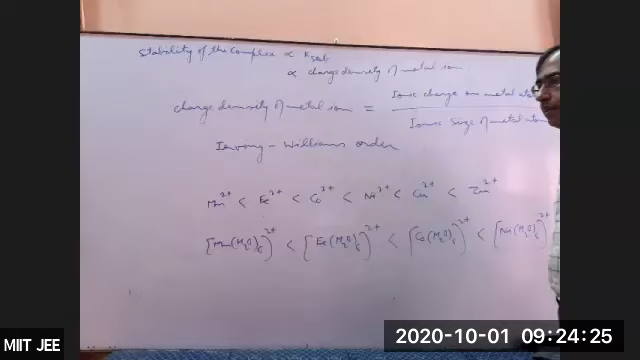 Stability of the Complex ∝ Kstab
∝ charge density of metal ion
charge density of metal ion = Ionic charge on metal ato
Ionic size of metal atom
Irving - Williams order
Mn²⁺ < Fe²⁺ < Co²⁺ < Ni²⁺ < Cu²⁺ < Zn²⁺
[Mn(H₂O)₆]²⁺ < [Fe(H₂O)₆]²⁺ < [Co(H₂O)₆]²⁺ < [Ni(H₂O)₆]²⁺
MIIT JEE
2020-10-01 09:24:25